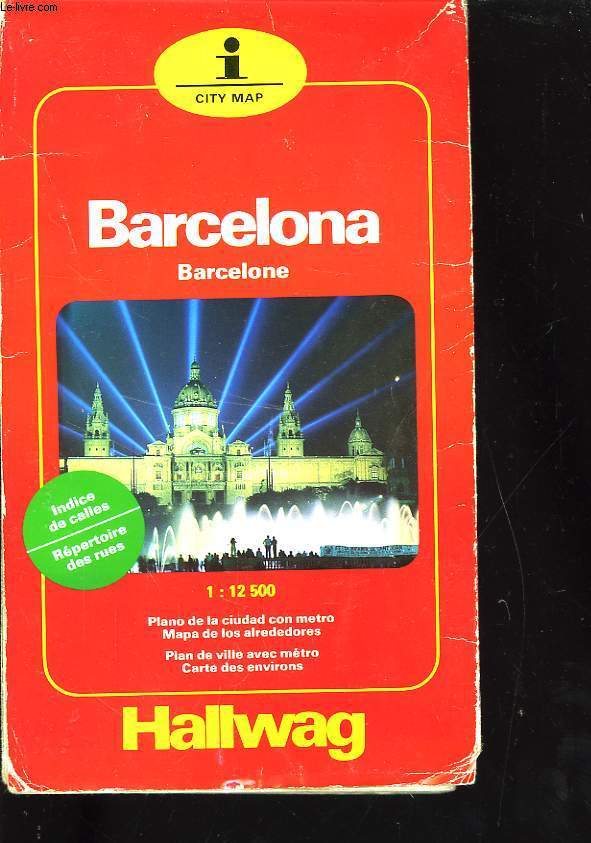 Le-livre.com
i
CITY MAP
Barcelona
Barcelone
Indice
de calles
Répertoire
des rues
1 : 12 500
Plano de la ciudad con metro
Mapa de los alrededores
Plan de ville avec métro
Carte des environs
Hallwag